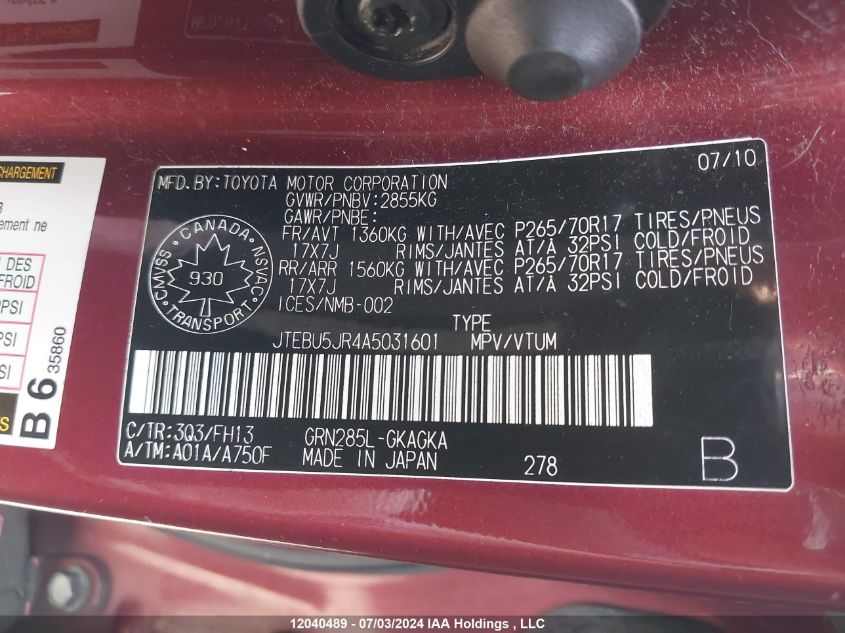 07/10
MFD. BY: TOYOTA MOTOR CORPORATION
GVWR/PNBV: 2855KG
GAWR/PNBE:
FR/AVT 1360KG WITH/AVEC P265/70R17 TIRES/PNEUS
17X7J RIMS/JANTES AT/À 32PSI COLD/FROID
RR/ARR 1560KG WITH/AVEC P265/70R17 TIRES/PNEUS
17X7J RIMS/JANTES AT/À 32PSI COLD/FROID
ICES/NMB-002
CANADA
CMVSS
NSVAC
930
TRANSPORT
TYPE
JTEBU5JR4A5031601 MPV/VTUM
C/TR: 3Q3/FH13 GRN285L-GKAGKA
A/TM: A01A/A750F MADE IN JAPAN 278 B
CHARGEMENT
ement ne
DES
FROID
PSI
PSI
PSI
B6
35860
12040489 - 07/03/2024 IAA Holdings , LLC